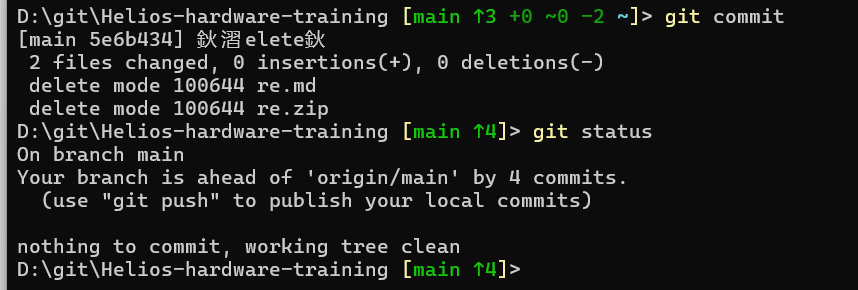 D:\git\Helios-hardware-training [main ↑3 +0 ~0 -2 ~]> git commit
[main 5e6b434] 鈥溜elete鈥
 2 files changed, 0 insertions(+), 0 deletions(-)
 delete mode 100644 re.md
 delete mode 100644 re.zip
D:\git\Helios-hardware-training [main ↑4]> git status
On branch main
Your branch is ahead of 'origin/main' by 4 commits.
  (use "git push" to publish your local commits)

nothing to commit, working tree clean
D:\git\Helios-hardware-training [main ↑4]>